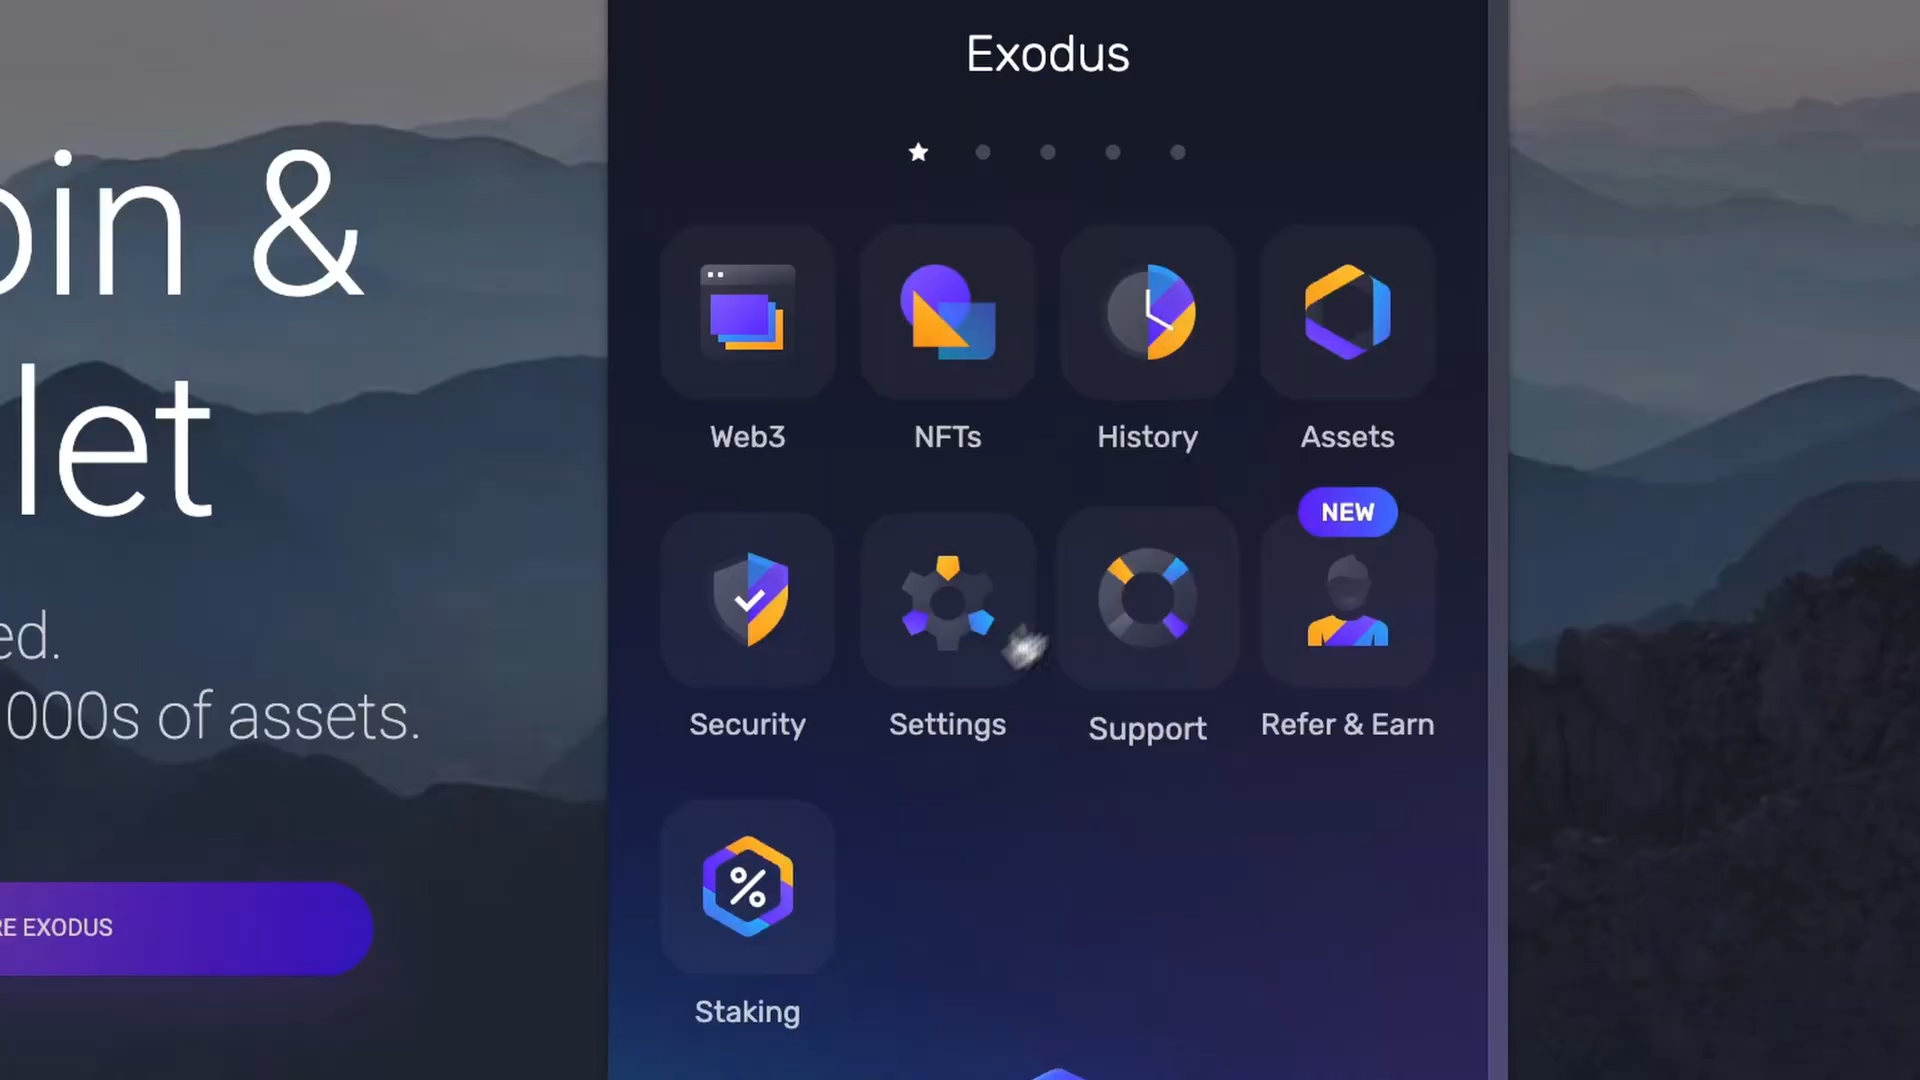 Exodus
oin &
let
ed.
000s of assets.
RE EXODUS
Web3
NFTs
History
Assets
NEW
Security
Settings
Support
Refer & Earn
%
Staking